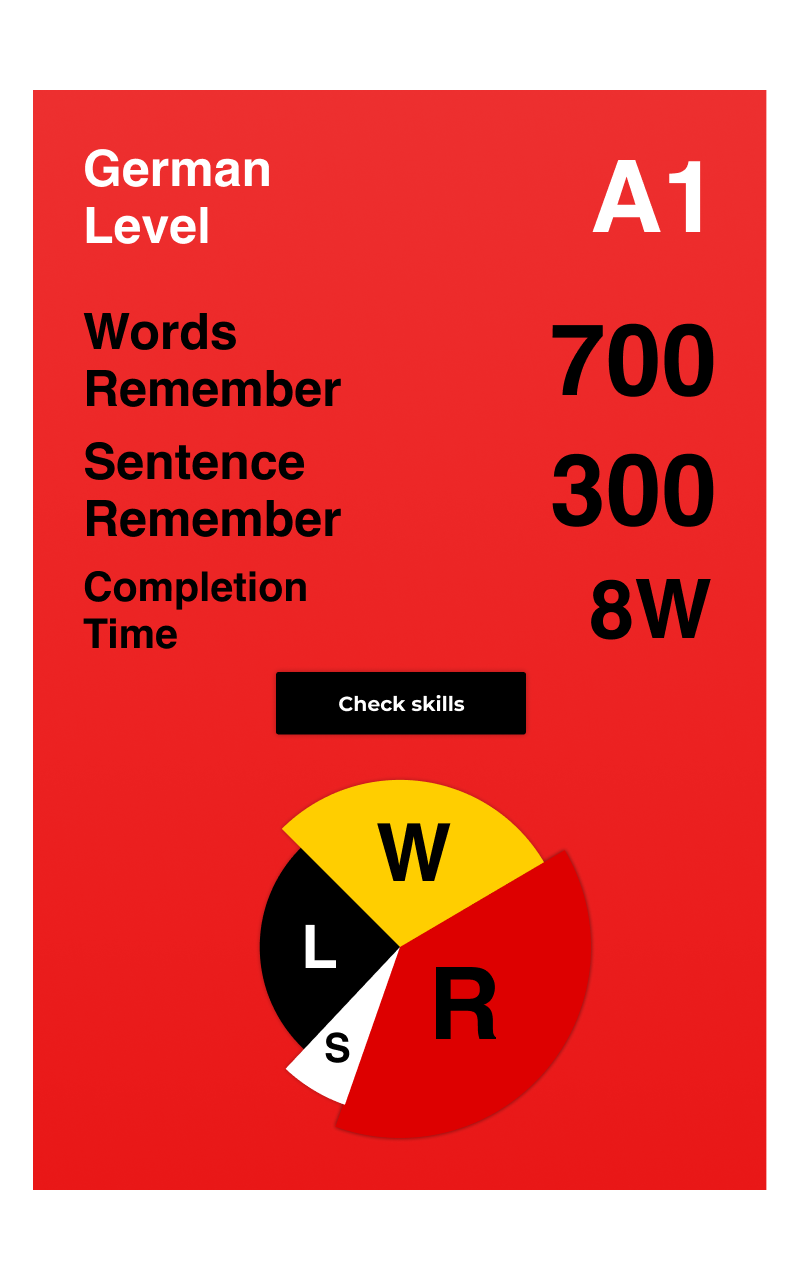 German
Level
A1
Words
Remember
700
Sentence
Remember
300
Completion
Time
8W
Check skills
W
L
R
S